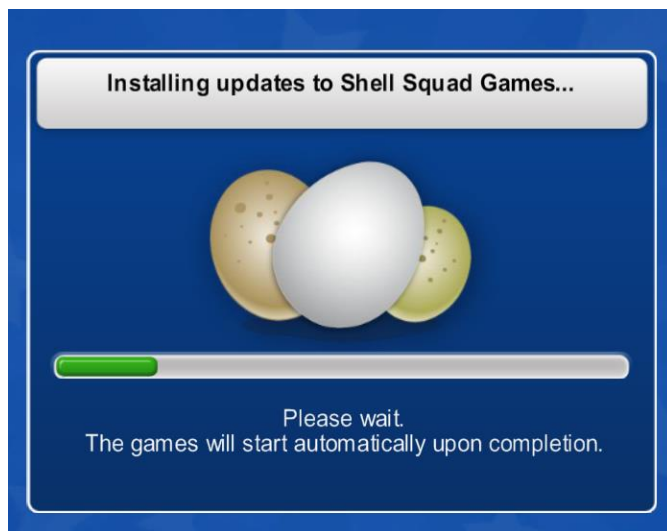 Installing updates to Shell Squad Games...
Please wait.
The games will start automatically upon completion.